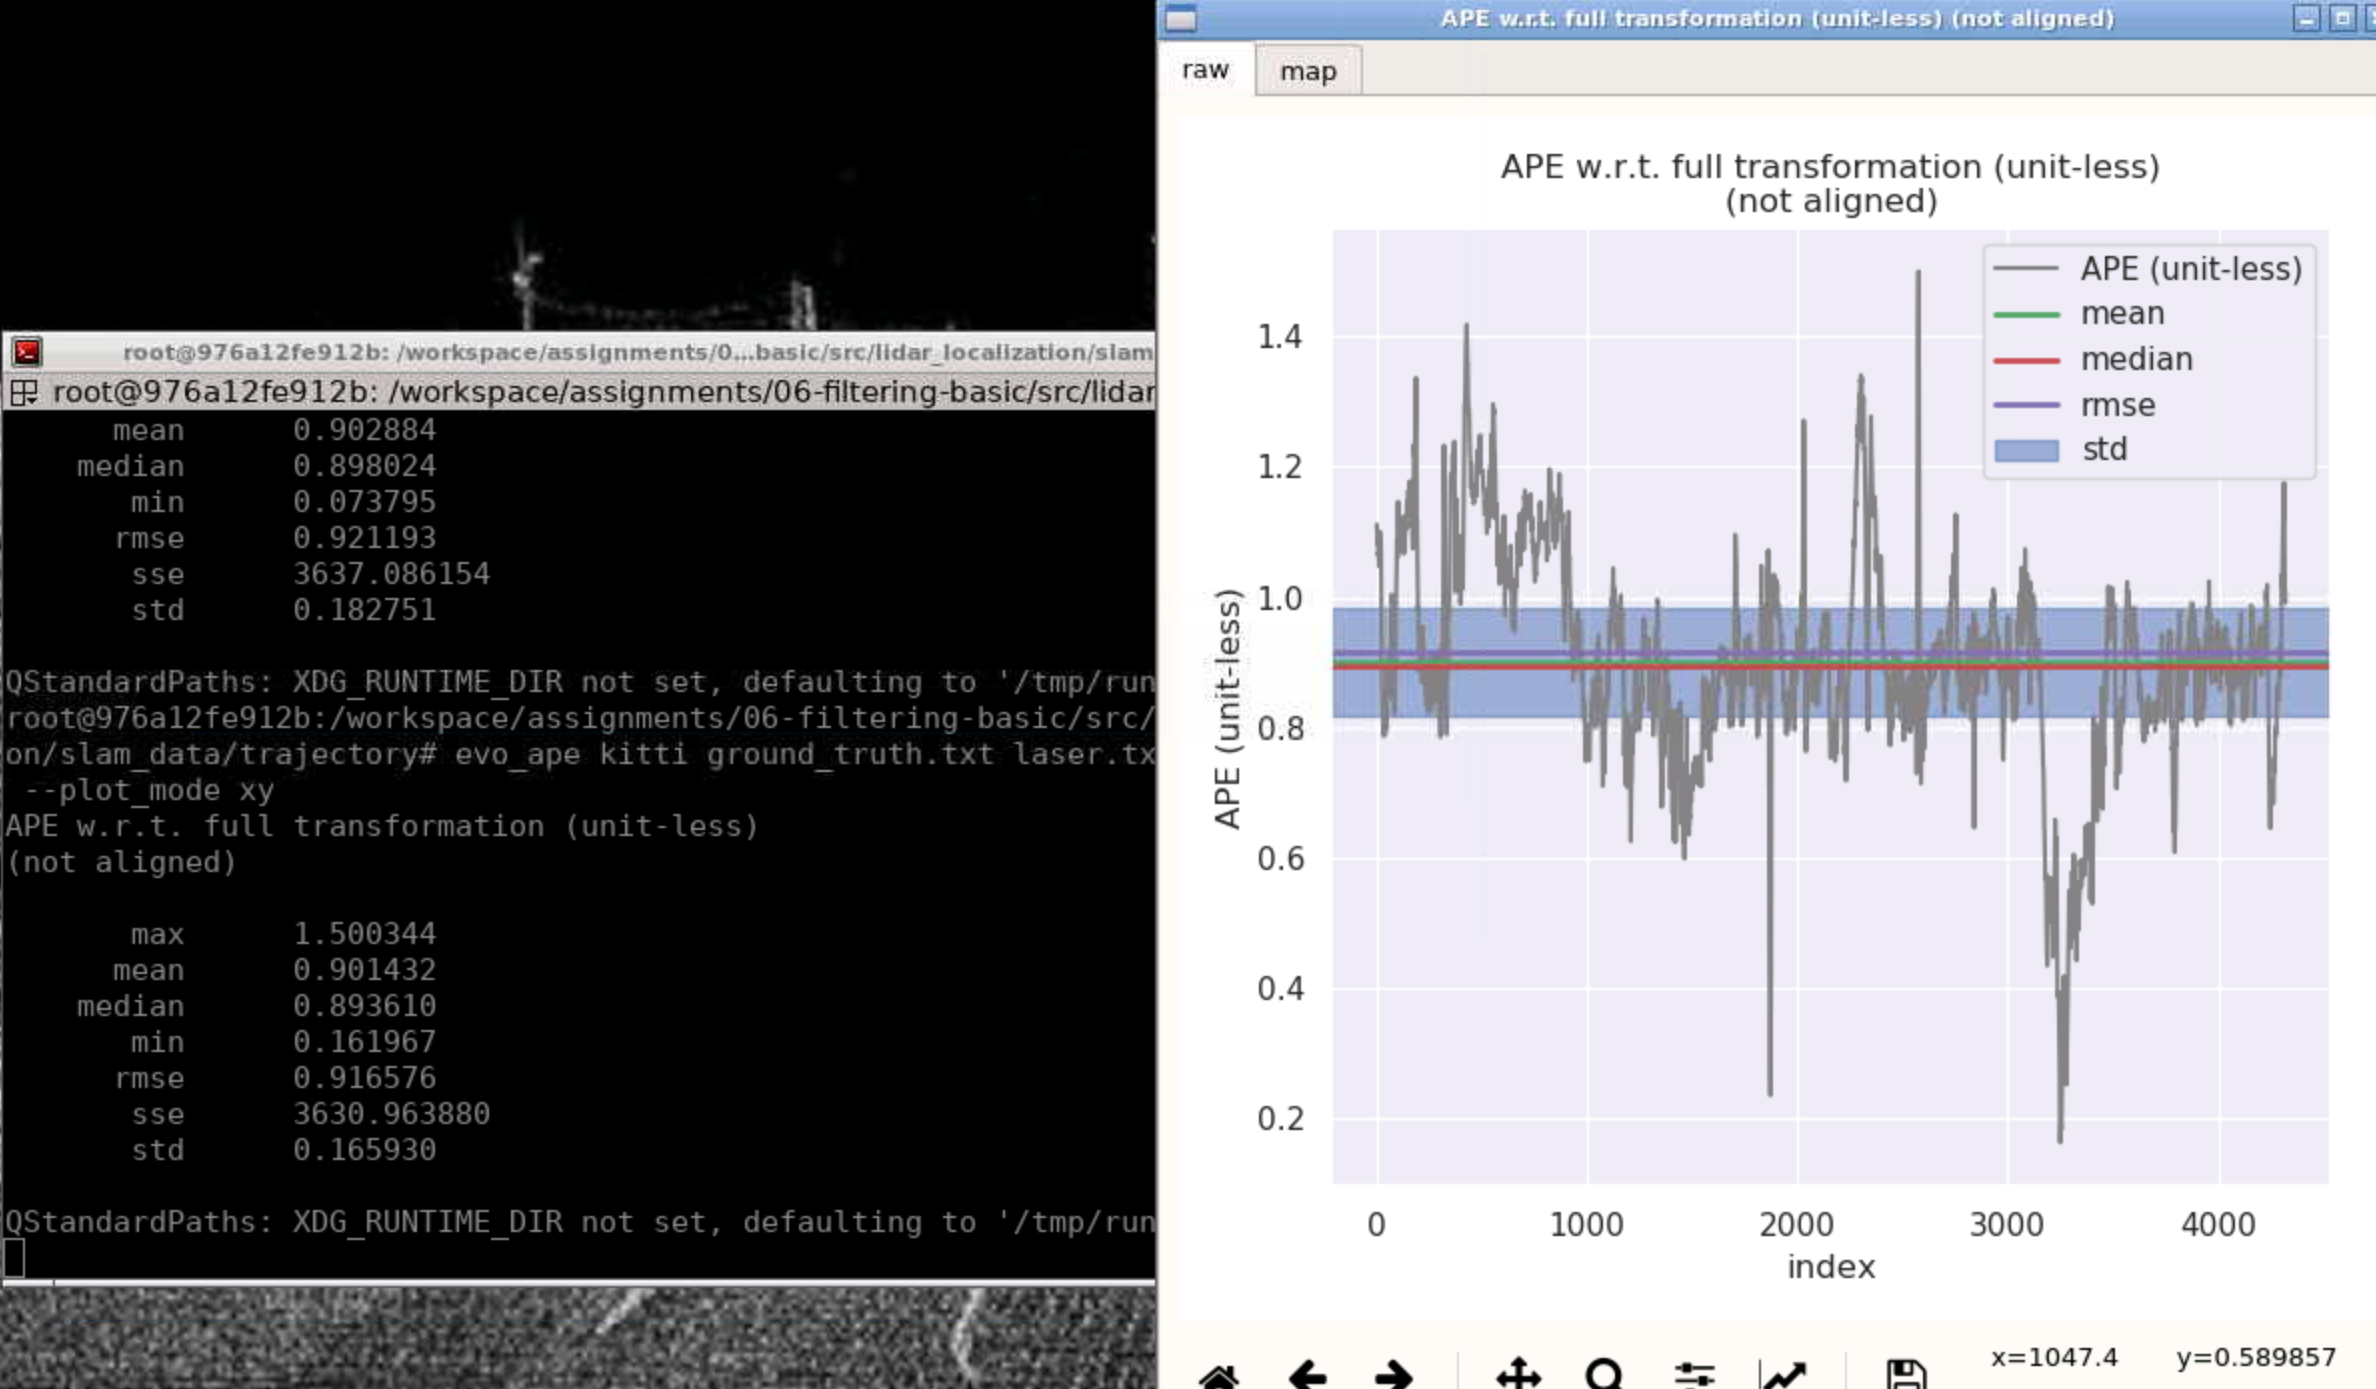 APE w.r.t. full transformation (unit-less) (not aligned)
raw
map
root@976a12fe912b: /workspace/assignments/0...basic/src/lidar_localization/slam
root@976a12fe912b: /workspace/assignments/06-filtering-basic/src/lidar
mean 0.902884
median 0.898024
min 0.073795
rmse 0.921193
sse 3637.086154
std 0.182751
QStandardPaths: XDG_RUNTIME_DIR not set, defaulting to '/tmp/run
root@976a12fe912b:/workspace/assignments/06-filtering-basic/src/
on/slam_data/trajectory# evo_ape kitti ground_truth.txt laser.tx
--plot_mode xy
APE w.r.t. full transformation (unit-less)
(not aligned)
max 1.500344
mean 0.901432
median 0.893610
min 0.161967
rmse 0.916576
sse 3630.963880
std 0.165930
QStandardPaths: XDG_RUNTIME_DIR not set, defaulting to '/tmp/run
APE w.r.t. full transformation (unit-less)
(not aligned)
APE (unit-less)
mean
median
rmse
std
1.4
1.2
1.0
0.8
0.6
0.4
0.2
APE (unit-less)
0 1000 2000 3000 4000
index
x=1047.4 y=0.589857